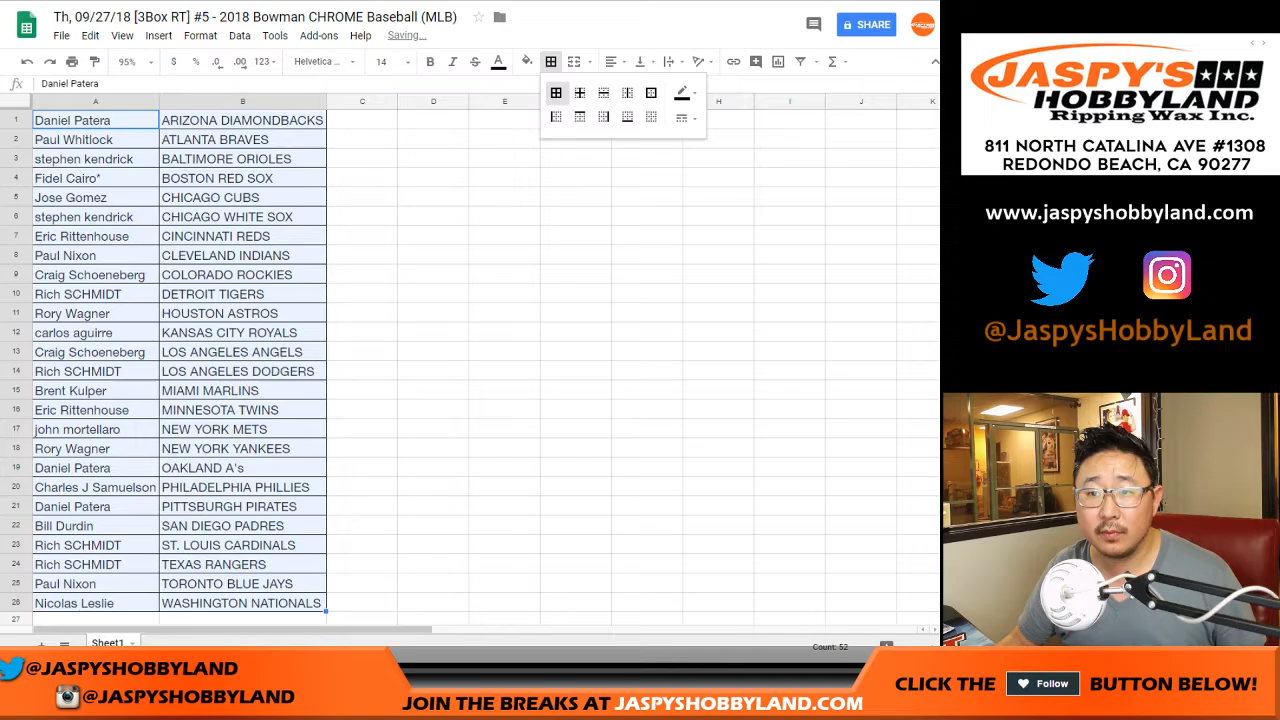 Th, 09/27/18 [3Box RT] #5 - 2018 Bowman CHROME Baseball (MLB)
File Edit View Insert Format Data Tools Add-ons Help Saving...
SHARE
95% $ % .0 .00 123 Helvetica ... 14 B I S A
fx Daniel Patera
A B C D E H I J K
1 Daniel Patera ARIZONA DIAMONDBACKS
2 Paul Whitlock ATLANTA BRAVES
3 stephen kendrick BALTIMORE ORIOLES
4 Fidel Cairo* BOSTON RED SOX
5 Jose Gomez CHICAGO CUBS
6 stephen kendrick CHICAGO WHITE SOX
7 Eric Rittenhouse CINCINNATI REDS
8 Paul Nixon CLEVELAND INDIANS
9 Craig Schoeneberg COLORADO ROCKIES
10 Rich SCHMIDT DETROIT TIGERS
11 Rory Wagner HOUSTON ASTROS
12 carlos aguirre KANSAS CITY ROYALS
13 Craig Schoeneberg LOS ANGELES ANGELS
14 Rich SCHMIDT LOS ANGELES DODGERS
15 Brent Kulper MIAMI MARLINS
16 Eric Rittenhouse MINNESOTA TWINS
17 john mortellaro NEW YORK METS
18 Rory Wagner NEW YORK YANKEES
19 Daniel Patera OAKLAND A's
20 Charles J Samuelson PHILADELPHIA PHILLIES
21 Daniel Patera PITTSBURGH PIRATES
22 Bill Durdin SAN DIEGO PADRES
23 Rich SCHMIDT ST. LOUIS CARDINALS
24 Rich SCHMIDT TEXAS RANGERS
25 Paul Nixon TORONTO BLUE JAYS
26 Nicolas Leslie WASHINGTON NATIONALS
27
Sheet1
Count: 52
JASPY'S
HOBBYLAND
Ripping Wax Inc.
811 NORTH CATALINA AVE #1308
REDONDO BEACH, CA 90277
www.jaspyshobbyland.com
@JaspysHobbyLand
@JASPYSHOBBYLAND
@JASPYSHOBBYLAND
JOIN THE BREAKS AT JASPYSHOBBYLAND.COM
CLICK THE Follow BUTTON BELOW!